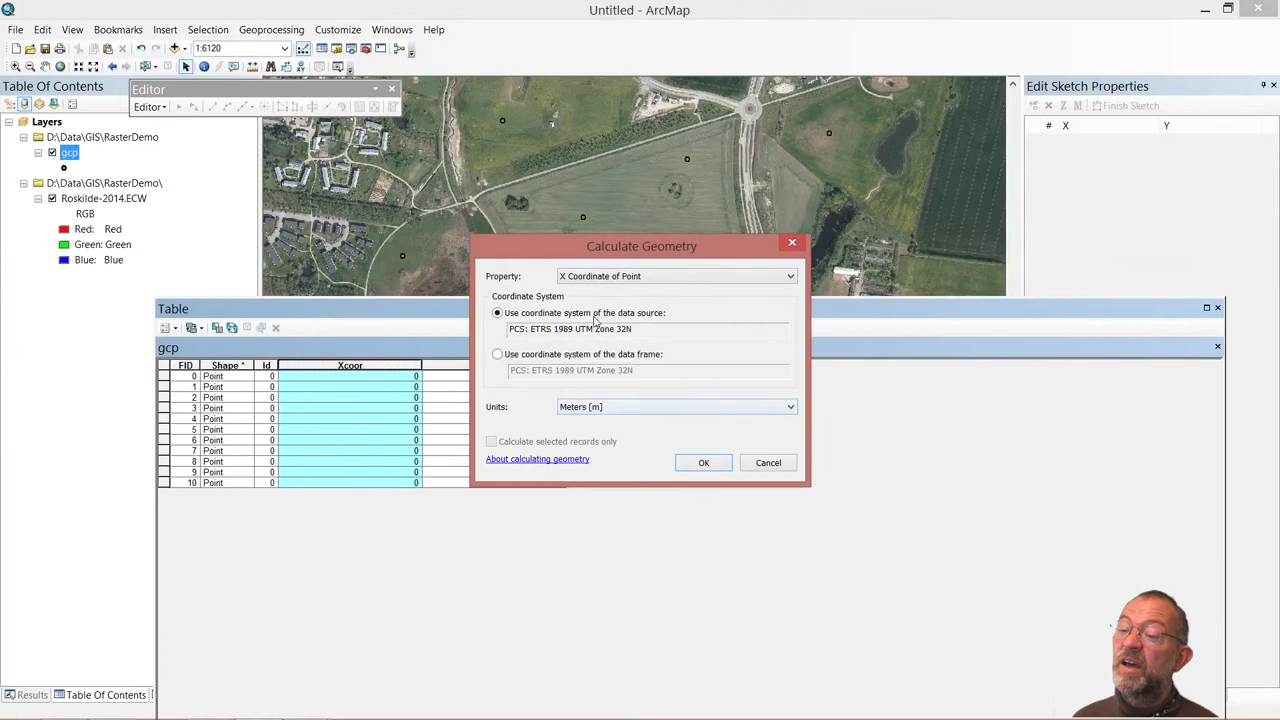 Untitled - ArcMap
File Edit View Bookmarks Insert Selection Geoprocessing Customize Windows Help
1:6120
Table Of Contents
Editor
Editor
Edit Sketch Properties
Finish Sketch
# X Y
Layers
D:\Data\GIS\RasterDemo
gcp
D:\Data\GIS\RasterDemo\
Roskilde-2014.ECW
RGB
Red: Red
Green: Green
Blue: Blue
Calculate Geometry
Property: X Coordinate of Point
Coordinate System
Use coordinate system of the data source:
PCS: ETRS 1989 UTM Zone 32N
Use coordinate system of the data frame:
PCS: ETRS 1989 UTM Zone 32N
Units: Meters [m]
Calculate selected records only
About calculating geometry
OK Cancel
Table
gcp
FID Shape * Id Xcoor
0 Point 0 0
1 Point 0 0
2 Point 0 0
3 Point 0 0
4 Point 0 0
5 Point 0 0
6 Point 0 0
7 Point 0 0
8 Point 0 0
9 Point 0 0
10 Point 0 0
Results Table Of Contents